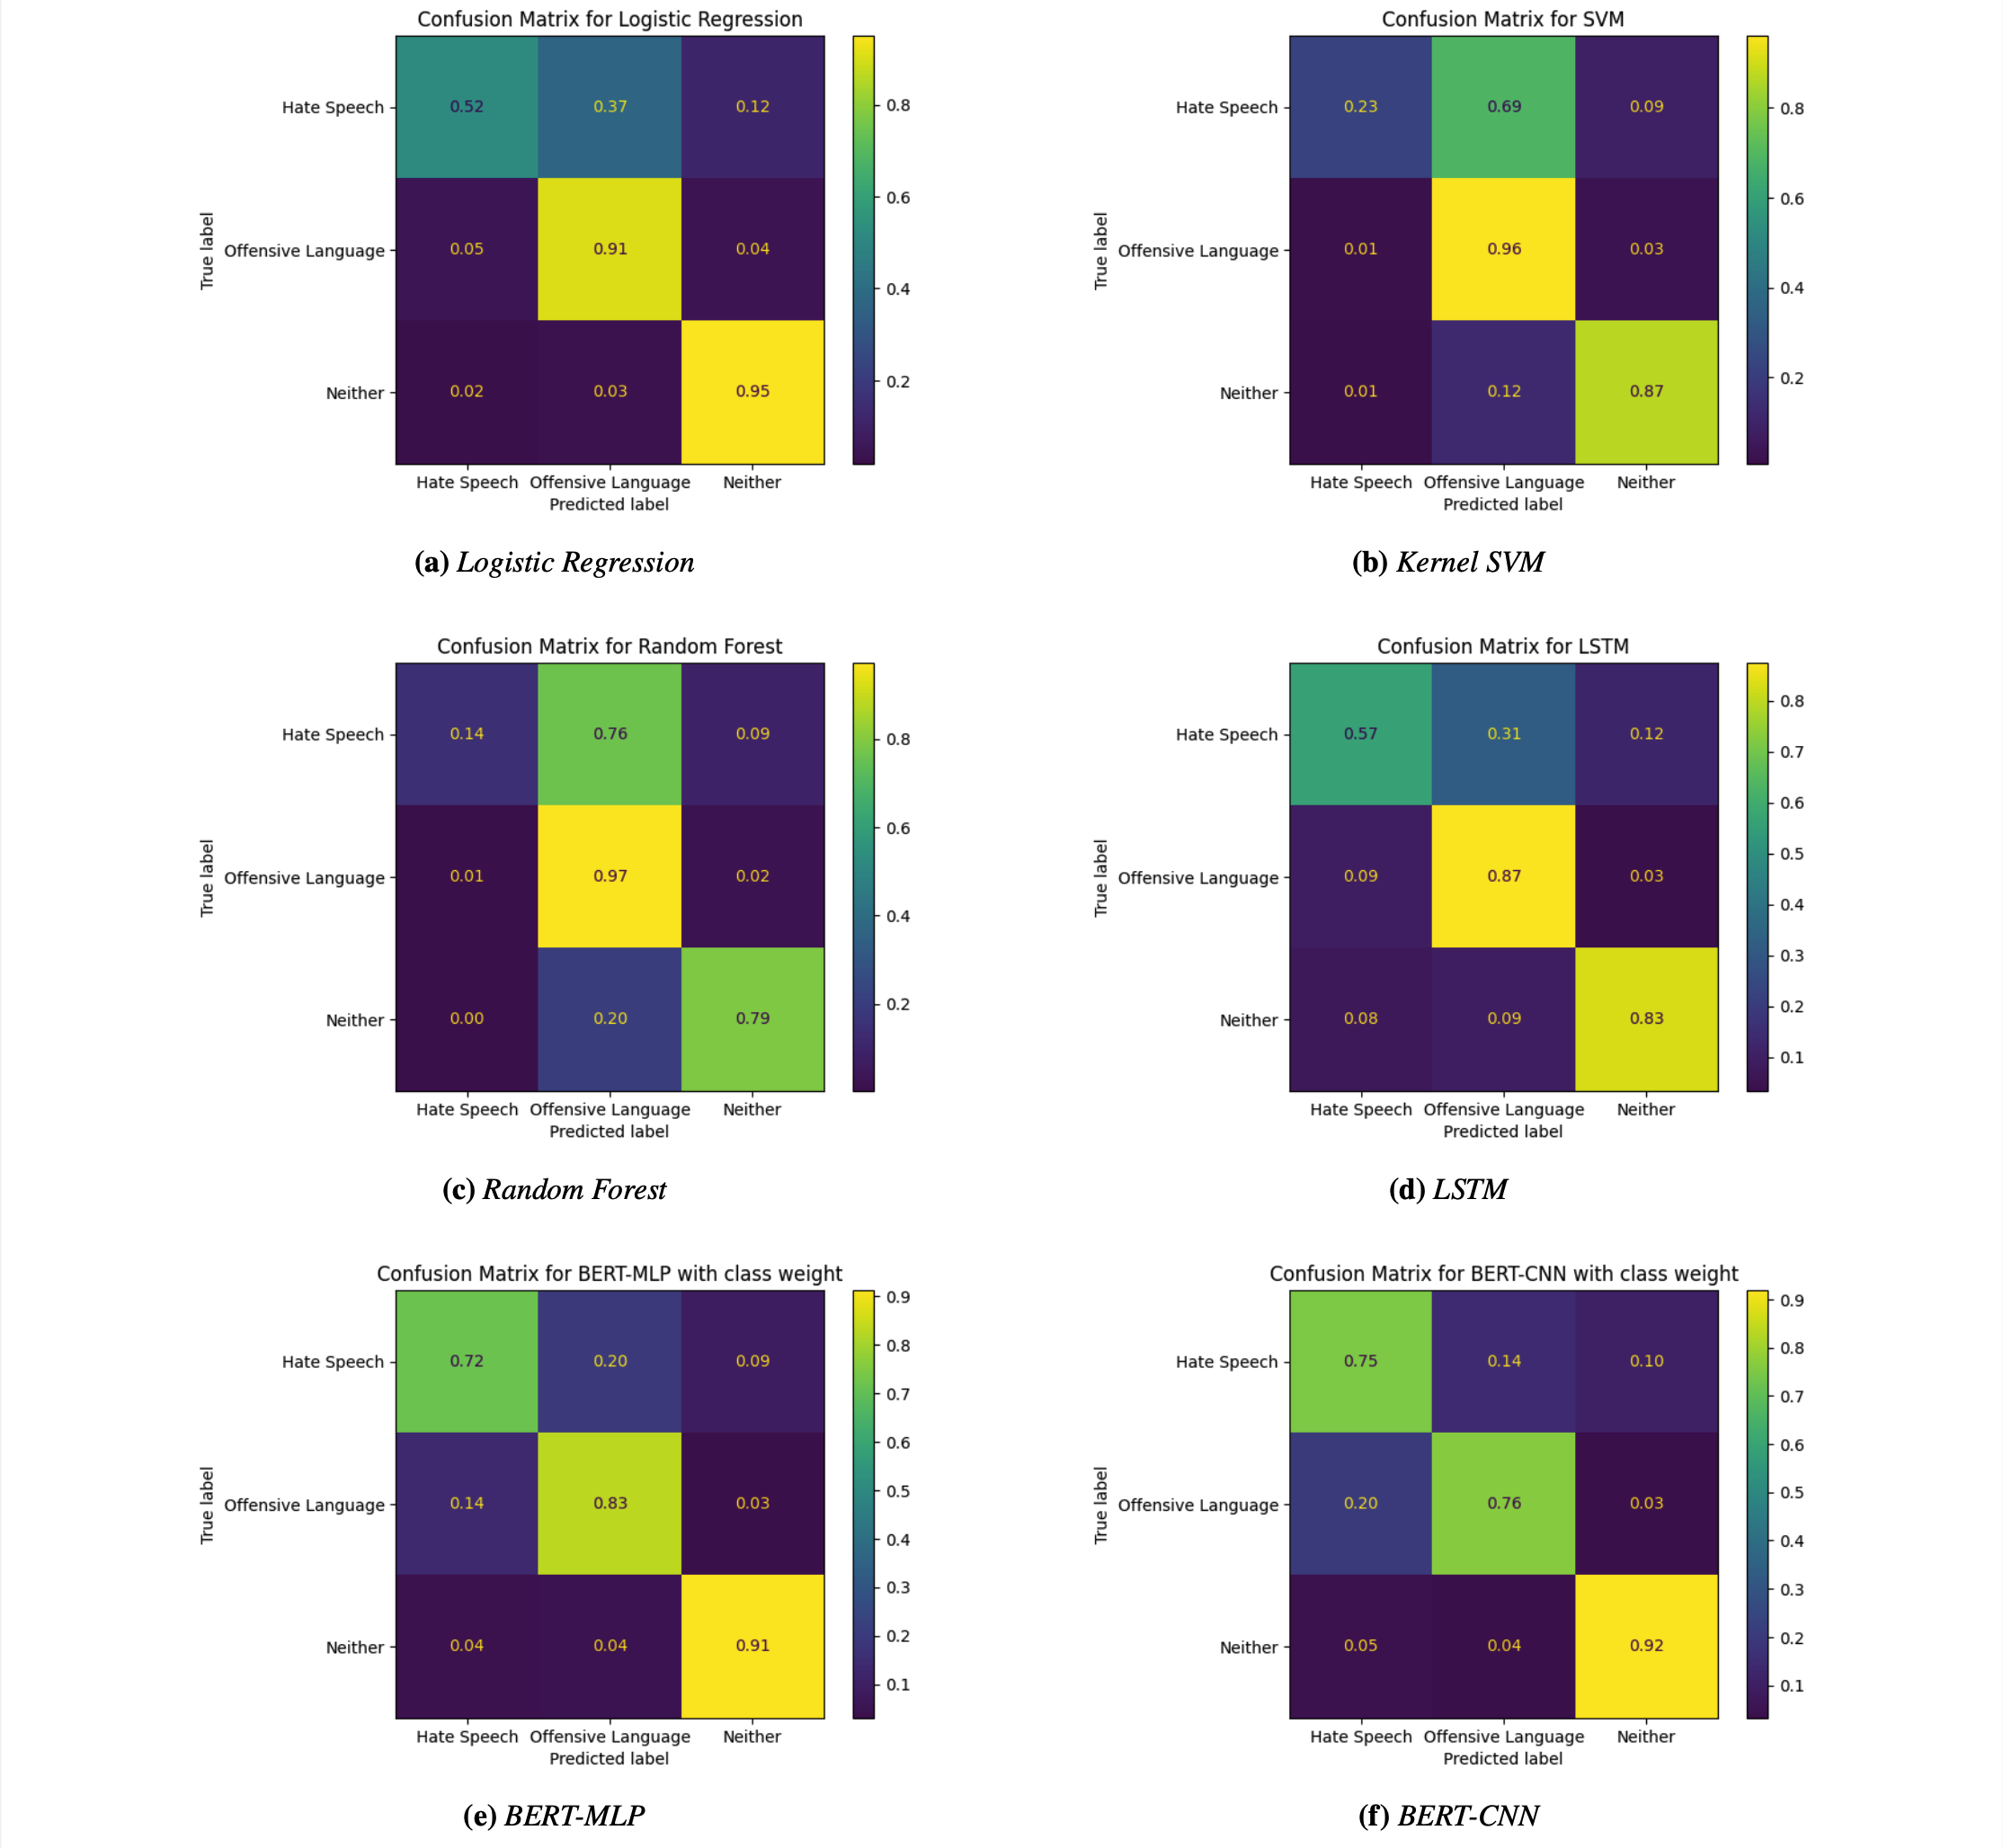 Confusion Matrix for Logistic Regression
Hate Speech 0.52 0.37 0.12
Offensive Language 0.05 0.91 0.04
Neither 0.02 0.03 0.95
Hate Speech Offensive Language Neither
Predicted label
True label
0.8
0.6
0.4
0.2
(a) Logistic Regression
Confusion Matrix for SVM
Hate Speech 0.23 0.69 0.09
Offensive Language 0.01 0.96 0.03
Neither 0.01 0.12 0.87
Hate Speech Offensive Language Neither
Predicted label
True label
0.8
0.6
0.4
0.2
(b) Kernel SVM
Confusion Matrix for Random Forest
Hate Speech 0.14 0.76 0.09
Offensive Language 0.01 0.97 0.02
Neither 0.00 0.20 0.79
Hate Speech Offensive Language Neither
Predicted label
True label
0.8
0.6
0.4
0.2
(c) Random Forest
Confusion Matrix for LSTM
Hate Speech 0.57 0.31 0.12
Offensive Language 0.09 0.87 0.03
Neither 0.08 0.09 0.83
Hate Speech Offensive Language Neither
Predicted label
True label
0.8
0.7
0.6
0.5
0.4
0.3
0.2
0.1
(d) LSTM
Confusion Matrix for BERT-MLP with class weight
Hate Speech 0.72 0.20 0.09
Offensive Language 0.14 0.83 0.03
Neither 0.04 0.04 0.91
Hate Speech Offensive Language Neither
Predicted label
True label
0.9
0.8
0.7
0.6
0.5
0.4
0.3
0.2
0.1
(e) BERT-MLP
Confusion Matrix for BERT-CNN with class weight
Hate Speech 0.75 0.14 0.10
Offensive Language 0.20 0.76 0.03
Neither 0.05 0.04 0.92
Hate Speech Offensive Language Neither
Predicted label
True label
0.9
0.8
0.7
0.6
0.5
0.4
0.3
0.2
0.1
(f) BERT-CNN